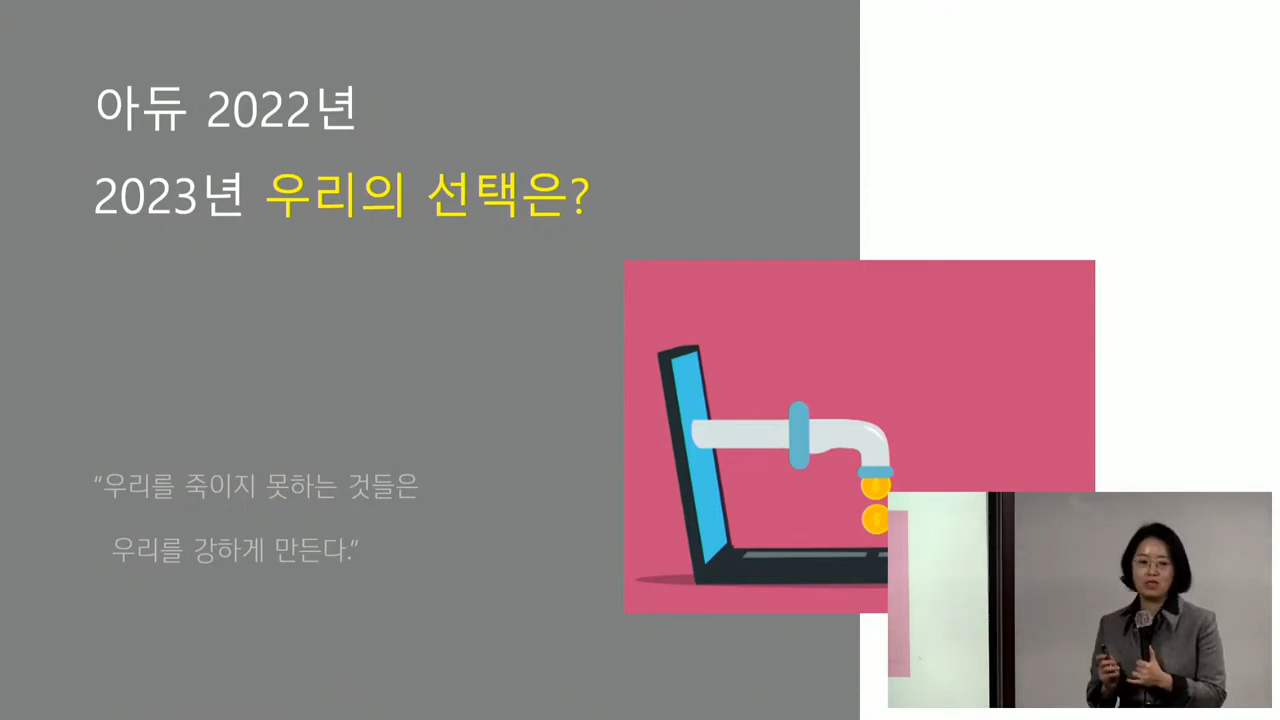 아듀 2022년
2023년 우리의 선택은?
“우리를 죽이지 못하는 것들은
우리를 강하게 만든다.”